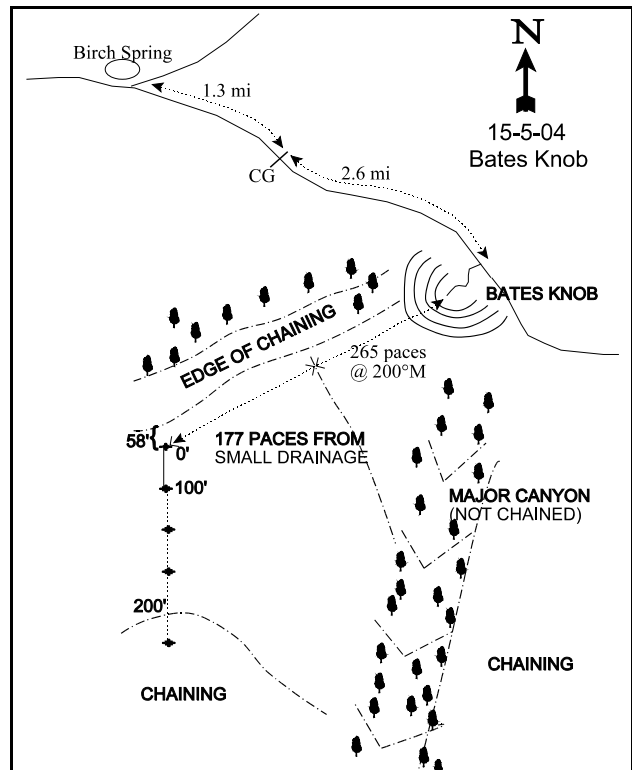 Birch Spring
N
1.3 mi
15-5-04
Bates Knob
CG
2.6 mi
BATES KNOB
EDGE OF CHAINING
265 paces
@ 200°M
58'{
0'
177 PACES FROM
SMALL DRAINAGE
100'
MAJOR CANYON
(NOT CHAINED)
200'
CHAINING
CHAINING